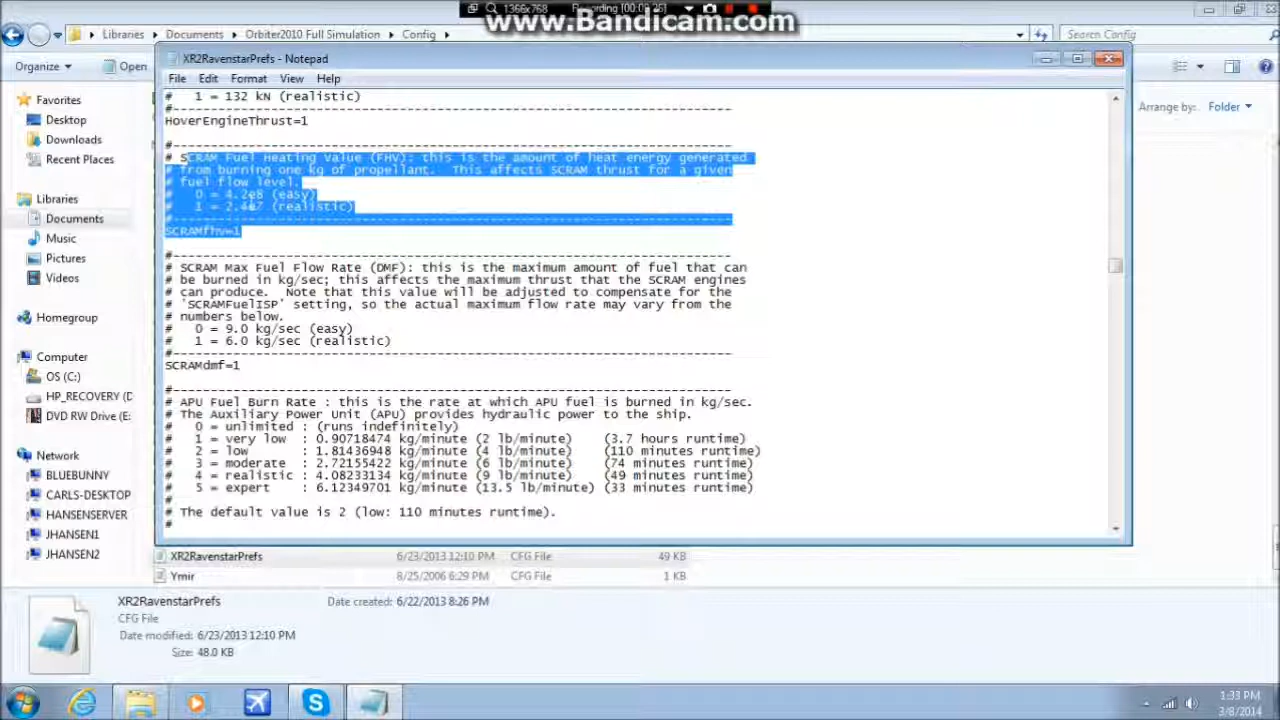 1366x768 Recording [00:09:25]
www.Bandicam.com
Libraries Documents Orbiter2010 Full Simulation Config Search Config
XR2RavenstarPrefs - Notepad
Organize Open
Arrange by: Folder
File Edit Format View Help
# 1 = 132 kN (realistic)
#---------------------------------------------------------------------------
HoverEngineThrust=1
#---------------------------------------------------------------------------
# SCRAM Fuel Heating Value (FHV): this is the amount of heat energy generated
# from burning one kg of propellant. This affects SCRAM thrust for a given
# fuel flow level.
# 0 = 4.2e8 (easy)
# 1 = 2.4e7 (realistic)
#---------------------------------------------------------------------------
SCRAMfhv=1
#---------------------------------------------------------------------------
# SCRAM Max Fuel Flow Rate (DMF): this is the maximum amount of fuel that can
# be burned in kg/sec; this affects the maximum thrust that the SCRAM engines
# can produce. Note that this value will be adjusted to compensate for the
# 'SCRAMFuelISP' setting, so the actual maximum flow rate may vary from the
# numbers below.
# 0 = 9.0 kg/sec (easy)
# 1 = 6.0 kg/sec (realistic)
#---------------------------------------------------------------------------
SCRAMdmf=1
#---------------------------------------------------------------------------
# APU Fuel Burn Rate : this is the rate at which APU fuel is burned in kg/sec.
# The Auxiliary Power Unit (APU) provides hydraulic power to the ship.
# 0 = unlimited : (runs indefinitely)
# 1 = very low : 0.90718474 kg/minute (2 lb/minute) (3.7 hours runtime)
# 2 = low : 1.81436948 kg/minute (4 lb/minute) (110 minutes runtime)
# 3 = moderate : 2.72155422 kg/minute (6 lb/minute) (74 minutes runtime)
# 4 = realistic : 4.08233134 kg/minute (9 lb/minute) (49 minutes runtime)
# 5 = expert : 6.12349701 kg/minute (13.5 lb/minute) (33 minutes runtime)
#
# The default value is 2 (low: 110 minutes runtime).
#
Favorites
Desktop
Downloads
Recent Places
Libraries
Documents
Music
Pictures
Videos
Homegroup
Computer
OS (C:)
HP_RECOVERY (D
DVD RW Drive (E:
Network
BLUEBUNNY
CARLS-DESKTOP
HANSENSERVER
JHANSEN1
JHANSEN2
XR2RavenstarPrefs 6/23/2013 12:10 PM CFG File 49 KB
Ymir 8/25/2006 6:29 PM CFG File 1 KB
XR2RavenstarPrefs Date created: 6/22/2013 8:26 PM
CFG File
Date modified: 6/23/2013 12:10 PM
Size: 48.0 KB
1:33 PM
3/8/2014